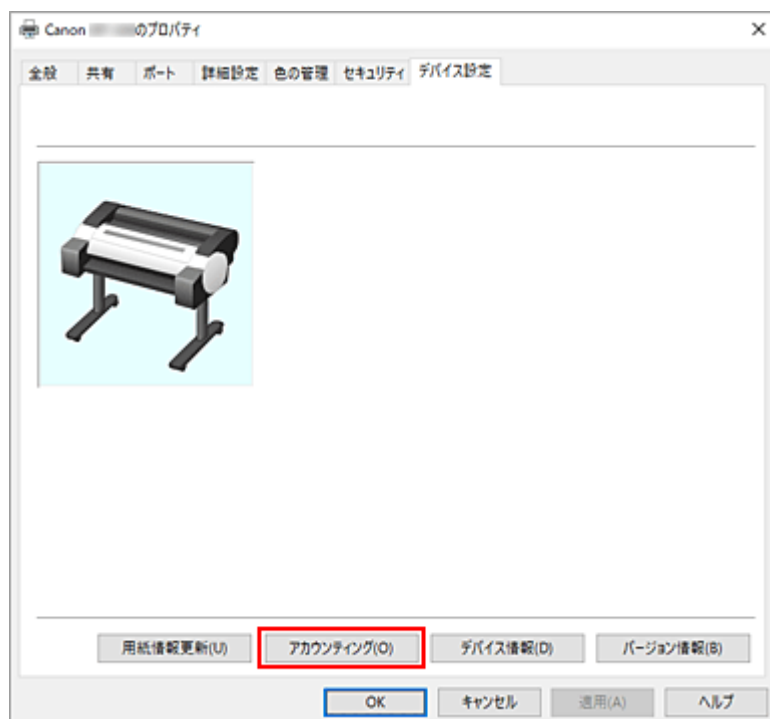 Canon のプロパティ
全般 共有 ポート 詳細設定 色の管理 セキュリティ デバイス設定
用紙情報更新(U) アカウンティング(O) デバイス情報(D) バージョン情報(B)
OK キャンセル 適用(A) ヘルプ